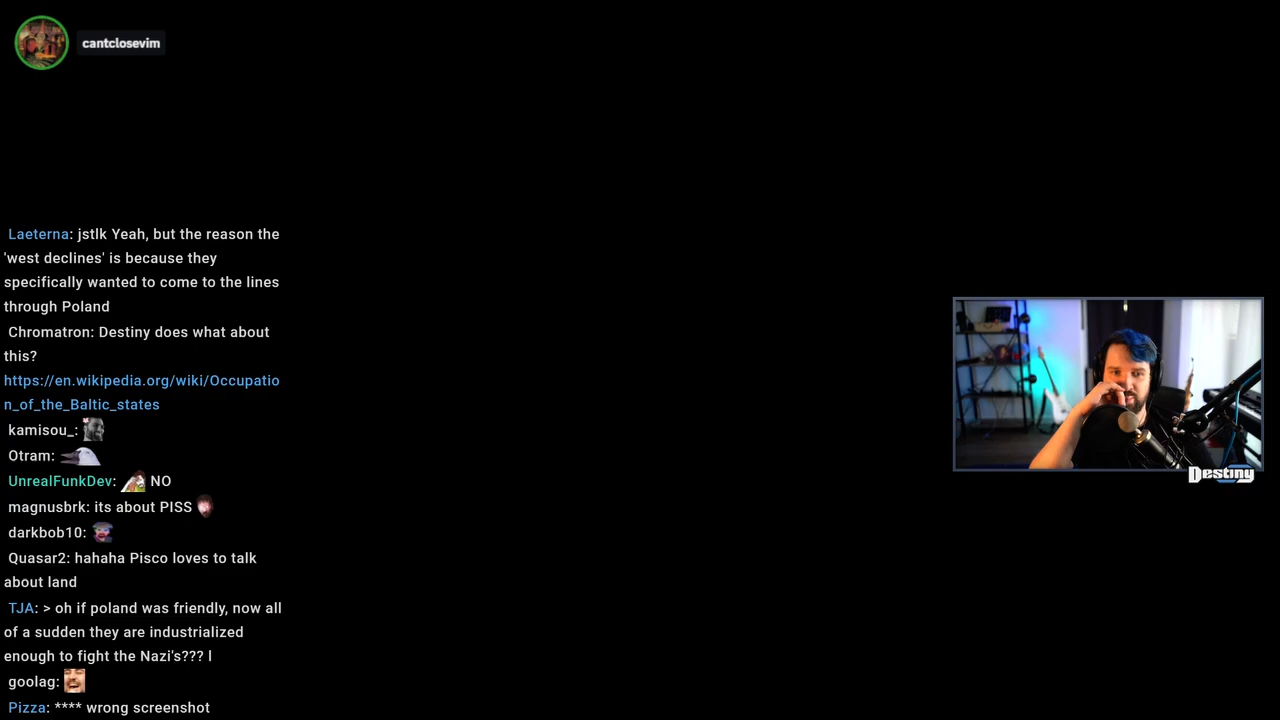 cantclosevim
Laeterna: jstlk Yeah, but the reason the
'west declines' is because they
specifically wanted to come to the lines
through Poland
Chromatron: Destiny does what about
this?
https://en.wikipedia.org/wiki/Occupatio
n_of_the_Baltic_states
kamisou_:
Otram:
UnrealFunkDev: NO
magnusbrk: its about PISS
darkbob10:
Quasar2: hahaha Pisco loves to talk
about land
TJA: > oh if poland was friendly, now all
of a sudden they are industrialized
enough to fight the Nazi's??? l
goolag:
Pizza: **** wrong screenshot
Destiny